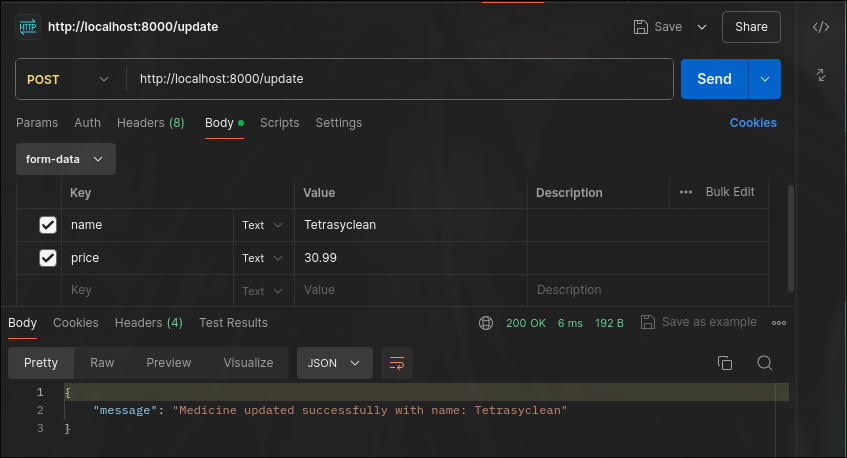 HTTP http://localhost:8000/update Save Share
POST http://localhost:8000/update Send
Params Auth Headers (8) Body Scripts Settings Cookies
form-data
Key Value Description Bulk Edit
name Text Tetrasyclean
price Text 30.99
Key Text Value Description
Body Cookies Headers (4) Test Results 200 OK 6 ms 192 B Save as example
Pretty Raw Preview Visualize JSON
1 {
2 "message": "Medicine updated successfully with name: Tetrasyclean"
3 }